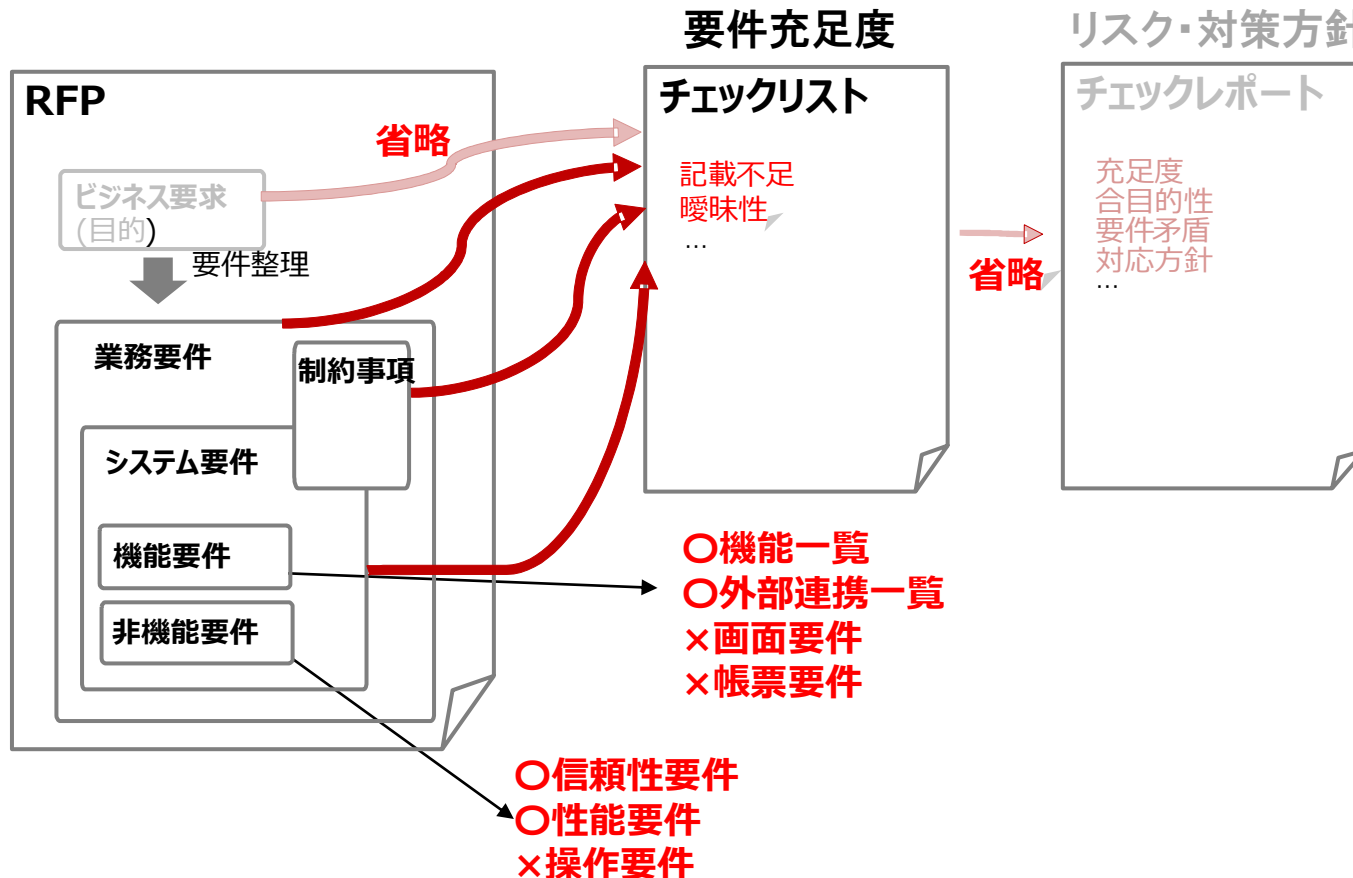 要件充足度
リスク・対策方針
RFP
チェックリスト
チェックレポート
省略
記載不足
曖昧性
…
充足度
合目的性
要件矛盾
対応方針
…
ビジネス要求
(目的)
要件整理
省略
業務要件
制約事項
システム要件
機能要件
非機能要件
〇機能一覧
〇外部連携一覧
×画面要件
×帳票要件
〇信頼性要件
〇性能要件
×操作要件